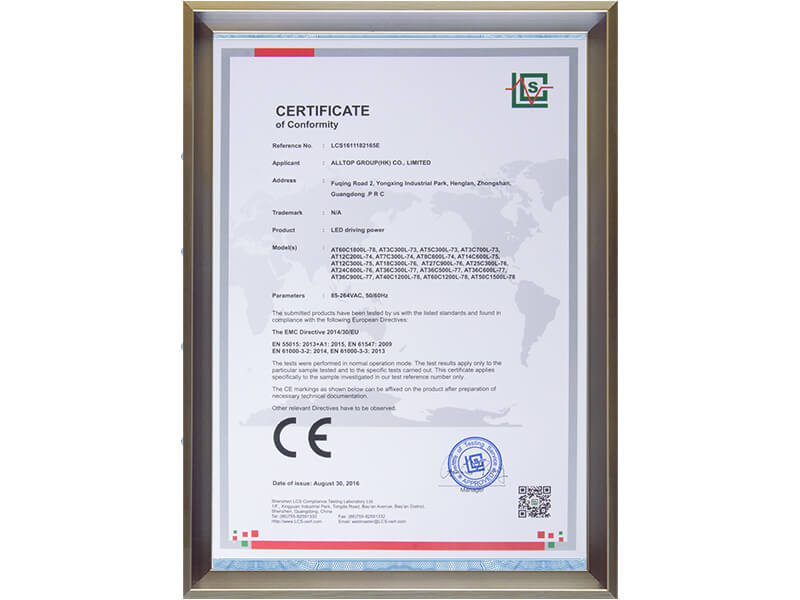 LCS
CERTIFICATE
of Conformity
Reference No. : LCS1611182165E
Applicant : ALLTOP GROUP(HK) CO., LIMITED
Address : Fuqing Road 2, Yongxing Industrial Park, Henglan, Zhongshan,
Guangdong .P R C
Trademark : N/A
Product : LED driving power
Model(s) : AT60C1800L-78, AT3C300L-73, AT5C300L-73, AT3C700L-73,
AT12C200L-74, AT7C300L-74, AT8C600L-74, AT14C600L-75,
AT12C300L-75, AT18C300L-76, AT27C900L-76, AT25C300L-76,
AT24C600L-76, AT36C300L-77, AT36C500L-77, AT36C600L-77,
AT36C900L-77, AT40C1200L-78, AT60C1200L-78, AT50C1500L-78
Parameters : 85-264VAC, 50/60Hz
The submitted products have been tested by us with the listed standards and found in
compliance with the following European Directives:
The EMC Directive 2014/30/EU
EN 55015: 2013+A1: 2015, EN 61547: 2009
EN 61000-3-2: 2014, EN 61000-3-3: 2013
The tests were performed in normal operation mode. The test results apply only to the
particular sample tested and to the specific tests carried out. This certificate applies
specifically to the sample investigated in our test reference number only.
The CE markings as shown below can be affixed on the product after preparation of
necessary technical documentation.
Other relevant Directives have to be observed.
CE
Testing Service
APPROVED
Manager
Date of issue: August 30, 2016
Shenzhen LCS Compliance Testing Laboratory Ltd.
1/F., Xingyuan Industrial Park, Tongda Road, Bao'an Avenue, Bao'an District,
Shenzhen, Guangdong, China
Tel: (86)755-82591330 Fax: (86)755-82591332
http://www.LCS-cert.com Email: webmaster@LCS-cert.com